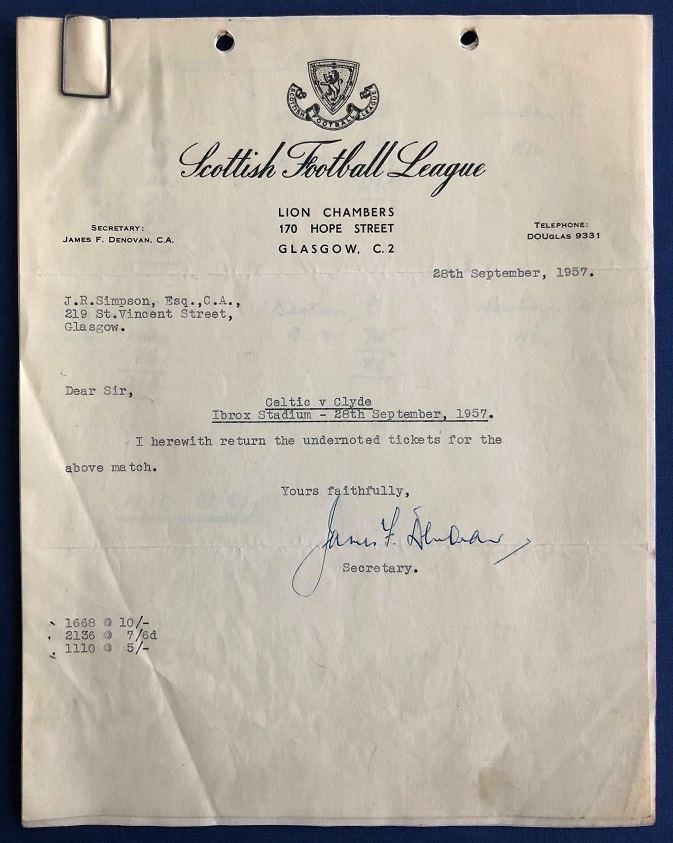 SCOTTISH FOOTBALL LEAGUE
Scottish Football League
LION CHAMBERS
170 HOPE STREET
GLASGOW, C.2
SECRETARY:
JAMES F. DENOVAN, C.A.
TELEPHONE:
DOUGLAS 9331
28th September, 1957.
J.R.Simpson, Esq.,C.A.,
219 St.Vincent Street,
Glasgow.
Dear Sir,
Celtic v Clyde
Ibrox Stadium - 28th September, 1957.
I herewith return the undernoted tickets for the
above match.
Yours faithfully,
James F. Denovan
Secretary.
1668 @ 10/-
2136 @ 7/6d
1110 @ 5/-